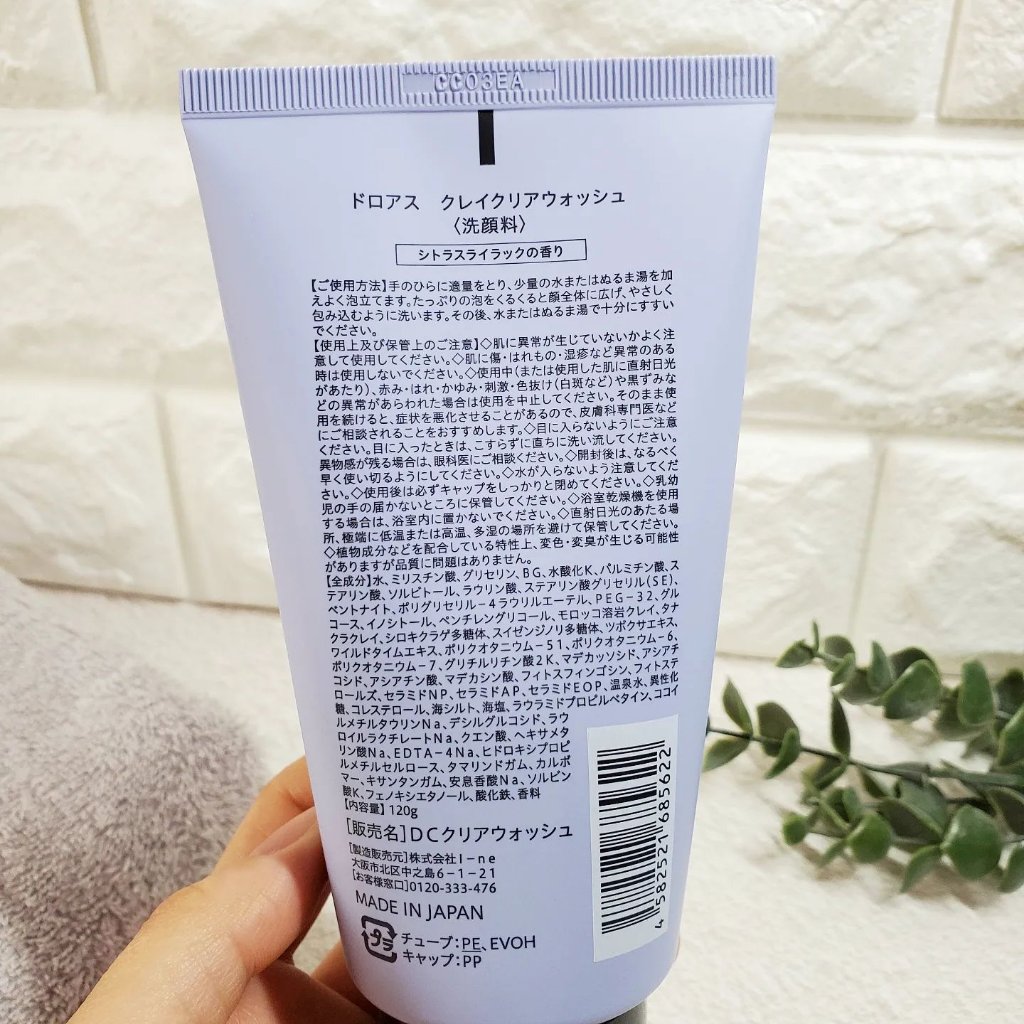 CC03EA
ドロアス クレイクリアウォッシュ
〈洗顔料〉
シトラスライラックの香り
【ご使用方法】手のひらに適量をとり、少量の水またはぬるま湯を加
えよく泡立てます。たっぷりの泡をくるくると顔全体に広げ、やさしく
包み込むように洗います。その後、水またはぬるま湯で十分にすすい
でください。
【使用上及び保管上のご注意】◇肌に異常が生じていないかよく注
意して使用してください。◇肌に傷・はれもの・湿疹など異常のある
時は使用しないでください。◇使用中(または使用した肌に直射日光
があたり)、赤み・はれ・かゆみ・刺激・色抜け(白斑など)や黒ずみな
どの異常があらわれた場合は使用を中止してください。そのまま使
用を続けると、症状を悪化させることがあるので、皮膚科専門医など
にご相談されることをおすすめします。◇目に入らないようにご注意
ください。目に入ったときは、こすらずに直ちに洗い流してください。
異物感が残る場合は、眼科医にご相談ください。◇開封後は、なるべく
早く使い切るようにしてください。◇水が入らないよう注意してくだ
さい。◇使用後は必ずキャップをしっかりと閉めてください。◇乳幼
児の手の届かないところに保管してください。◇浴室乾燥機を使用
する場合は、浴室内に置かないでください。◇直射日光のあたる場
所、極端に低温または高温、多湿の場所を避けて保管してください。
◇植物成分などを配合している特性上、変色・変臭が生じる可能性
がありますが品質に問題はありません。
【全成分】水、ミリスチン酸、グリセリン、BG、水酸化K、パルミチン酸、ス
テアリン酸、ソルビトール、ラウリン酸、ステアリン酸グリセリル(SE)、
ベントナイト、ポリグリセリル-4ラウリルエーテル、PEG-32、グル
コース、イノシトール、ペンチレングリコール、モロッコ溶岩クレイ、タナ
クラクレイ、シロキクラゲ多糖体、スイゼンジノリ多糖体、ツボクサエキス、
ワイルドタイムエキス、ポリクオタニウム-51、ポリクオタニウム-6、
ポリクオタニウム-7、グリチルリチン酸2K、マデカッソシド、アシアチ
コシド、アシアチン酸、マデカシン酸、フィトスフィンゴシン、フィトステ
ロールズ、セラミドNP、セラミドAP、セラミドEOP、温泉水、異性化
糖、コレステロール、海シルト、海塩、ラウラミドプロピルベタイン、ココイ
ルメチルタウリンNa、デシルグルコシド、ラウ
ロイルラクチレートNa、クエン酸、ヘキサメタ
リン酸Na、EDTA-4Na、ヒドロキシプロピ
ルメチルセルロース、タマリンドガム、カルボ
マー、キサンタンガム、安息香酸Na、ソルビン
酸K、フェノキシエタノール、酸化鉄、香料
【内容量】120g
[販売名]DCクリアウォッシュ
[製造販売元]株式会社I-ne
大阪市北区中之島6-1-21
[お客様窓口]0120-333-476
MADE IN JAPAN
プラ
チューブ:PE、EVOH
キャップ:PP
4 582521 685622